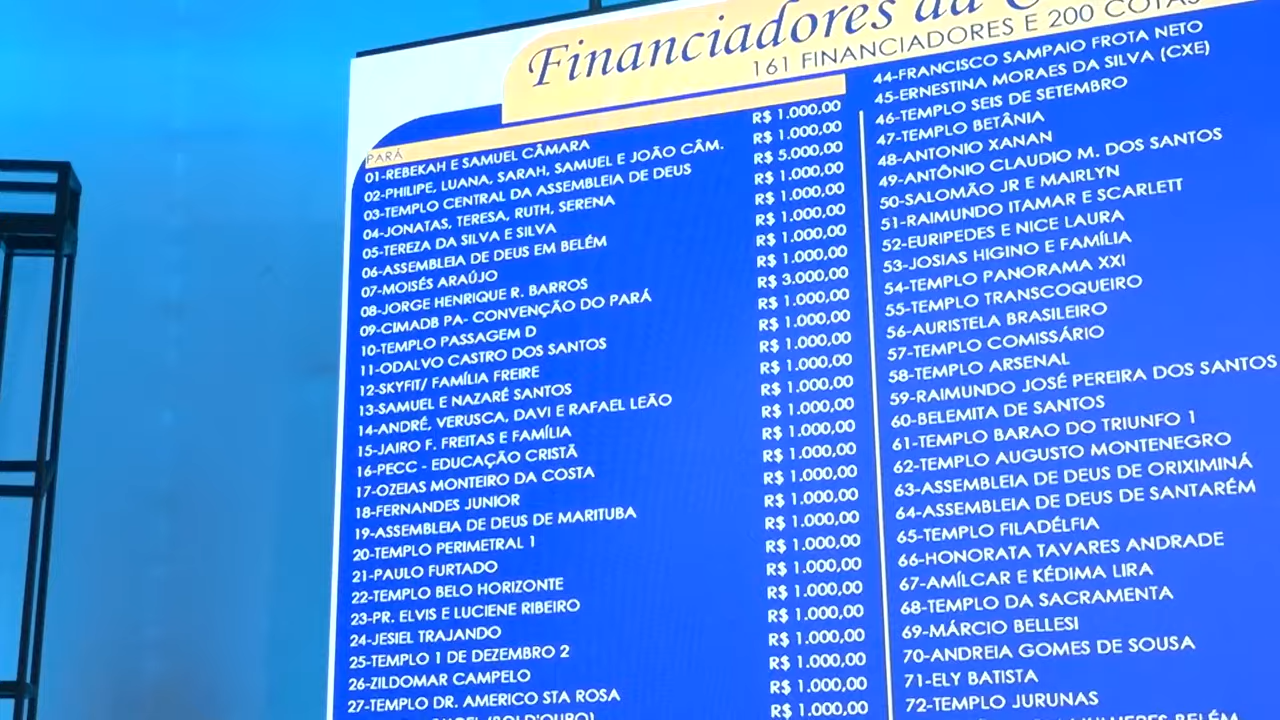 Financiadores da
161 FINANCIADORES E 200 COTAS
PARÁ
01-REBEKAH E SAMUEL CÂMARA R$ 1.000,00
02-PHILIPE, LUANA, SARAH, SAMUEL E JOÃO CÂM. R$ 1.000,00
03-TEMPLO CENTRAL DA ASSEMBLEIA DE DEUS R$ 5.000,00
04-JONATAS, TERESA, RUTH, SERENA R$ 1.000,00
05-TEREZA DA SILVA E SILVA R$ 1.000,00
06-ASSEMBLEIA DE DEUS EM BELÉM R$ 1.000,00
07-MOISÉS ARAÚJO R$ 1.000,00
08-JORGE HENRIQUE R. BARROS R$ 1.000,00
09-CIMADB PA- CONVENÇÃO DO PARÁ R$ 3.000,00
10-TEMPLO PASSAGEM D R$ 1.000,00
11-ODALVO CASTRO DOS SANTOS R$ 1.000,00
12-SKYFIT/ FAMÍLIA FREIRE R$ 1.000,00
13-SAMUEL E NAZARÉ SANTOS R$ 1.000,00
14-ANDRÉ, VERUSCA, DAVI E RAFAEL LEÃO R$ 1.000,00
15-JAIRO F. FREITAS E FAMÍLIA R$ 1.000,00
16-PECC - EDUCAÇÃO CRISTÃ R$ 1.000,00
17-OZEIAS MONTEIRO DA COSTA R$ 1.000,00
18-FERNANDES JUNIOR R$ 1.000,00
19-ASSEMBLEIA DE DEUS DE MARITUBA R$ 1.000,00
20-TEMPLO PERIMETRAL 1 R$ 1.000,00
21-PAULO FURTADO R$ 1.000,00
22-TEMPLO BELO HORIZONTE R$ 1.000,00
23-PR. ELVIS E LUCIENE RIBEIRO R$ 1.000,00
24-JESIEL TRAJANDO R$ 1.000,00
25-TEMPLO 1 DE DEZEMBRO 2 R$ 1.000,00
26-ZILDOMAR CAMPELO R$ 1.000,00
27-TEMPLO DR. AMERICO STA ROSA R$ 1.000,00
(BOLD'OURO) R$ 1.000,00
44-FRANCISCO SAMPAIO FROTA NETO
45-ERNESTINA MORAES DA SILVA (CXE)
46-TEMPLO SEIS DE SETEMBRO
47-TEMPLO BETÂNIA
48-ANTONIO XANAN
49-ANTÔNIO CLAUDIO M. DOS SANTOS
50-SALOMÃO JR E MAIRLYN
51-RAIMUNDO ITAMAR E SCARLETT
52-EURIPEDES E NICE LAURA
53-JOSIAS HIGINO E FAMÍLIA
54-TEMPLO PANORAMA XXI
55-TEMPLO TRANSCOQUEIRO
56-AURISTELA BRASILEIRO
57-TEMPLO COMISSÁRIO
58-TEMPLO ARSENAL
59-RAIMUNDO JOSÉ PEREIRA DOS SANTOS
60-BELEMITA DE SANTOS
61-TEMPLO BARAO DO TRIUNFO 1
62-TEMPLO AUGUSTO MONTENEGRO
63-ASSEMBLEIA DE DEUS DE ORIXIMINÁ
64-ASSEMBLEIA DE DEUS DE SANTARÉM
65-TEMPLO FILADÉLFIA
66-HONORATA TAVARES ANDRADE
67-AMÍLCAR E KÉDIMA LIRA
68-TEMPLO DA SACRAMENTA
69-MÁRCIO BELLESI
70-ANDREIA GOMES DE SOUSA
71-ELY BATISTA
72-TEMPLO JURUNAS
MULHERES BELÉM